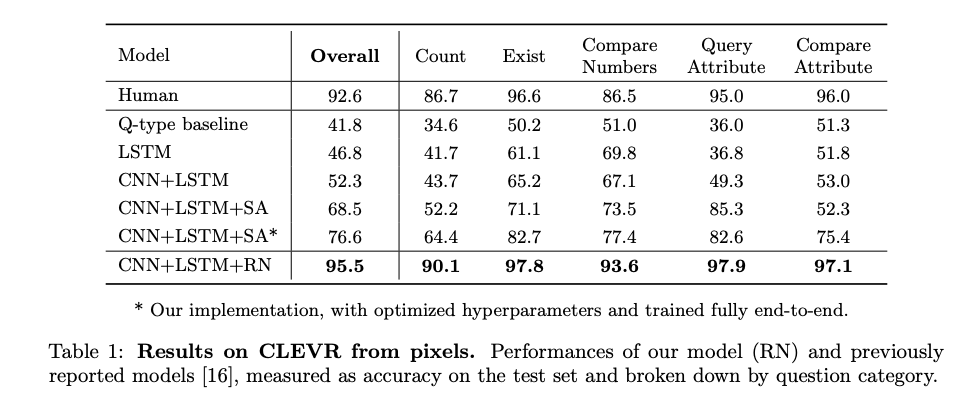 Model Overall Count Exist Compare Numbers Query Attribute Compare Attribute
Human 92.6 86.7 96.6 86.5 95.0 96.0
Q-type baseline 41.8 34.6 50.2 51.0 36.0 51.3
LSTM 46.8 41.7 61.1 69.8 36.8 51.8
CNN+LSTM 52.3 43.7 65.2 67.1 49.3 53.0
CNN+LSTM+SA 68.5 52.2 71.1 73.5 85.3 52.3
CNN+LSTM+SA* 76.6 64.4 82.7 77.4 82.6 75.4
CNN+LSTM+RN 95.5 90.1 97.8 93.6 97.9 97.1
* Our implementation, with optimized hyperparameters and trained fully end-to-end.
Table 1: Results on CLEVR from pixels. Performances of our model (RN) and previously
reported models [16], measured as accuracy on the test set and broken down by question category.